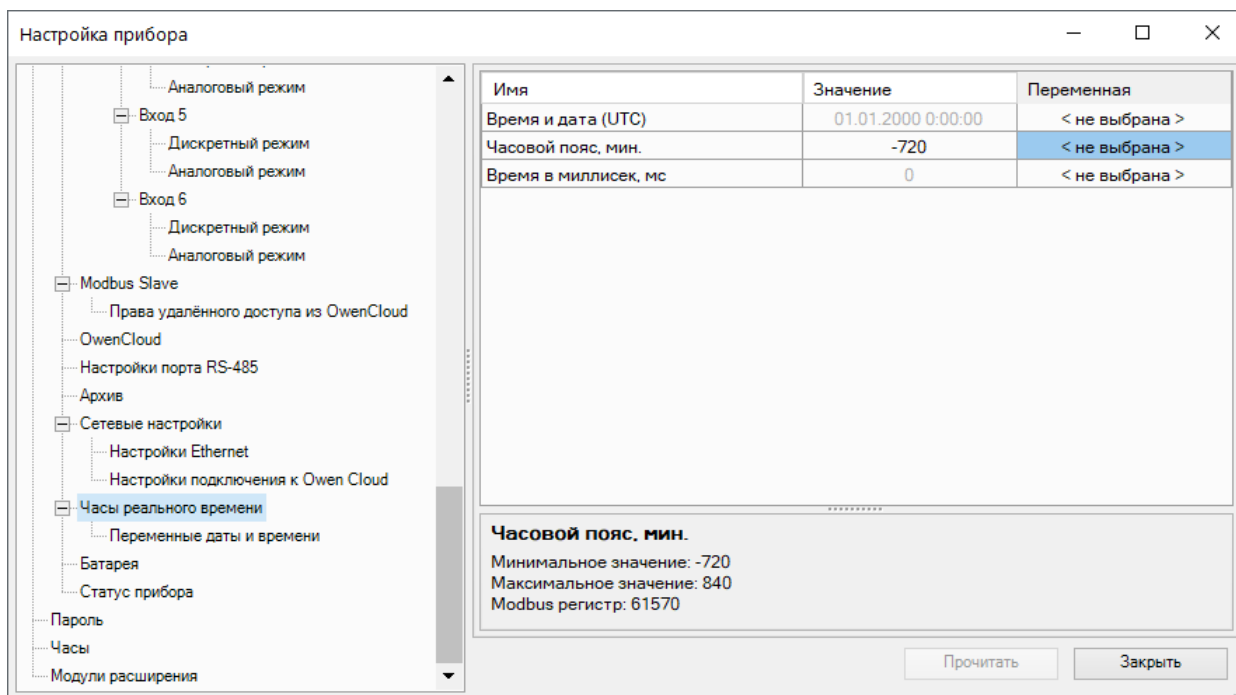 Настройка прибора
Аналоговый режим
Вход 5
Дискретный режим
Аналоговый режим
Вход 6
Дискретный режим
Аналоговый режим
Modbus Slave
Права удалённого доступа из OwenCloud
OwenCloud
Настройки порта RS-485
Архив
Сетевые настройки
Настройки Ethernet
Настройки подключения к Owen Cloud
Часы реального времени
Переменные даты и времени
Батарея
Статус прибора
Пароль
Часы
Модули расширения
Имя Значение Переменная
Время и дата (UTC) 01.01.2000 0:00:00 < не выбрана >
Часовой пояс, мин. -720 < не выбрана >
Время в миллисек, мс 0 < не выбрана >
Часовой пояс, мин.
Минимальное значение: -720
Максимальное значение: 840
Modbus регистр: 61570
Прочитать Закрыть